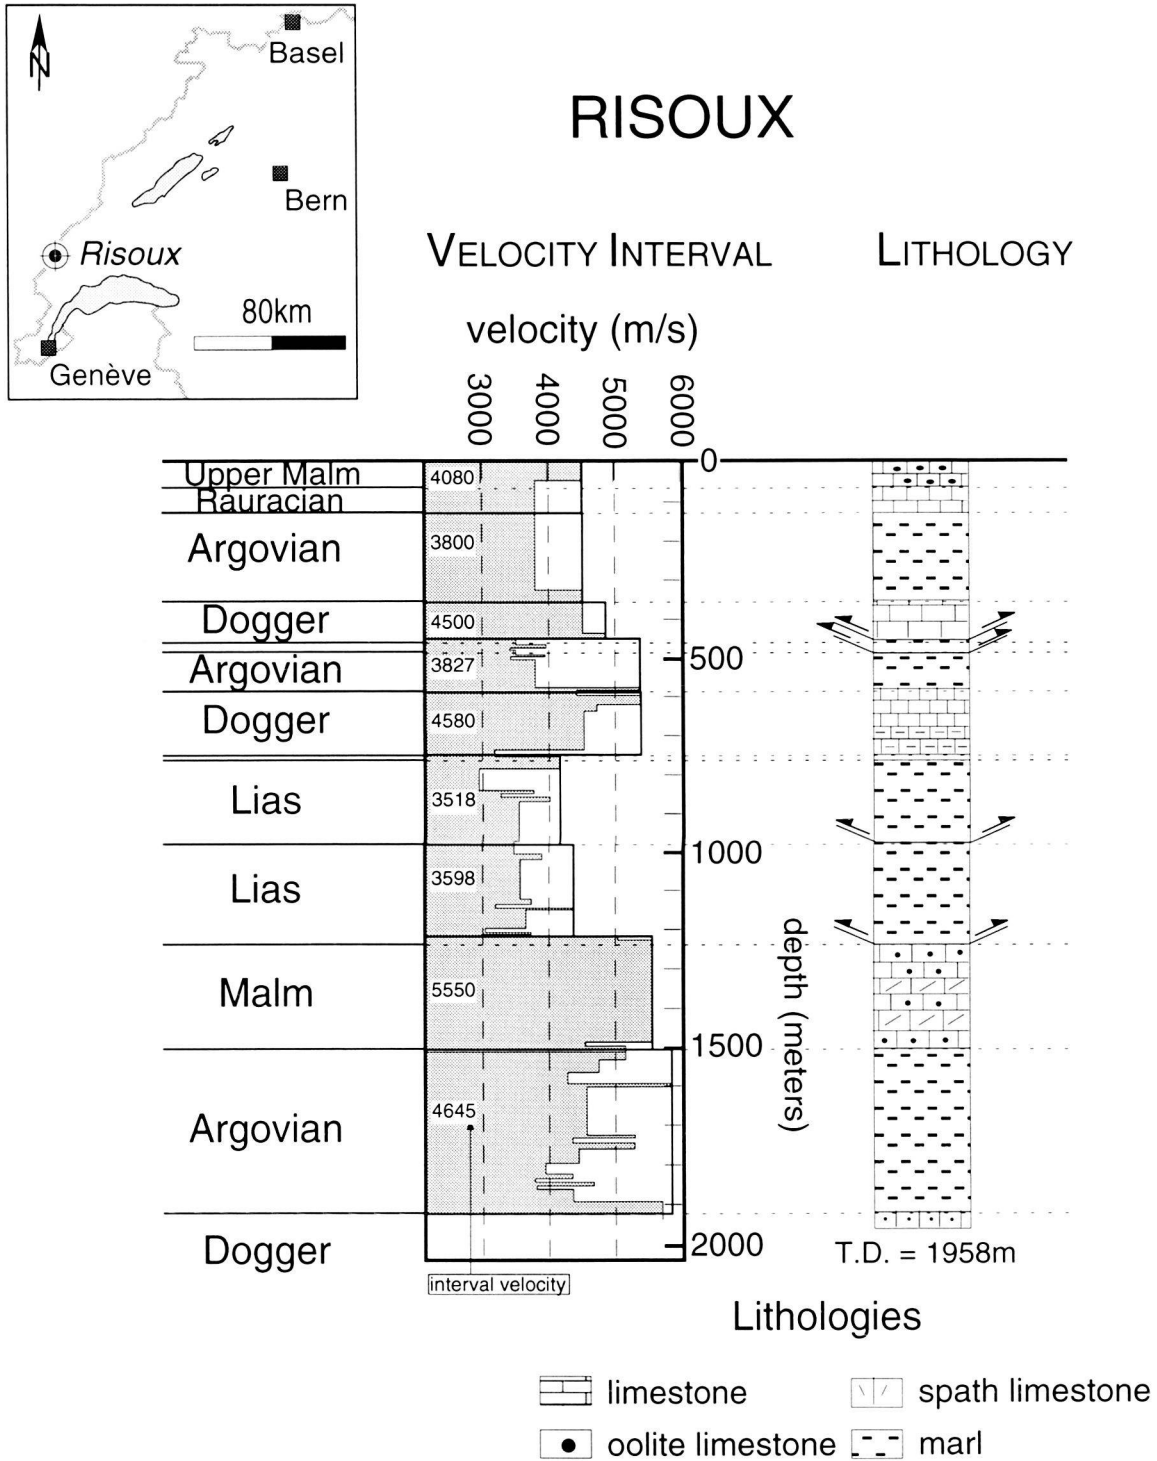 N
Basel
Bern
Risoux
80km
Genève
RISOUX
VELOCITY INTERVAL
LITHOLOGY
velocity (m/s)
3000
4000
5000
6000
0
Upper Malm
4080
Rauracian
Argovian
3800
Dogger
4500
Argovian
3827
500
Dogger
4580
Lias
3518
1000
Lias
3598
depth (meters)
Malm
5550
1500
Argovian
4645
Dogger
2000
T.D. = 1958m
interval velocity
Lithologies
limestone
spath limestone
oolite limestone
marl